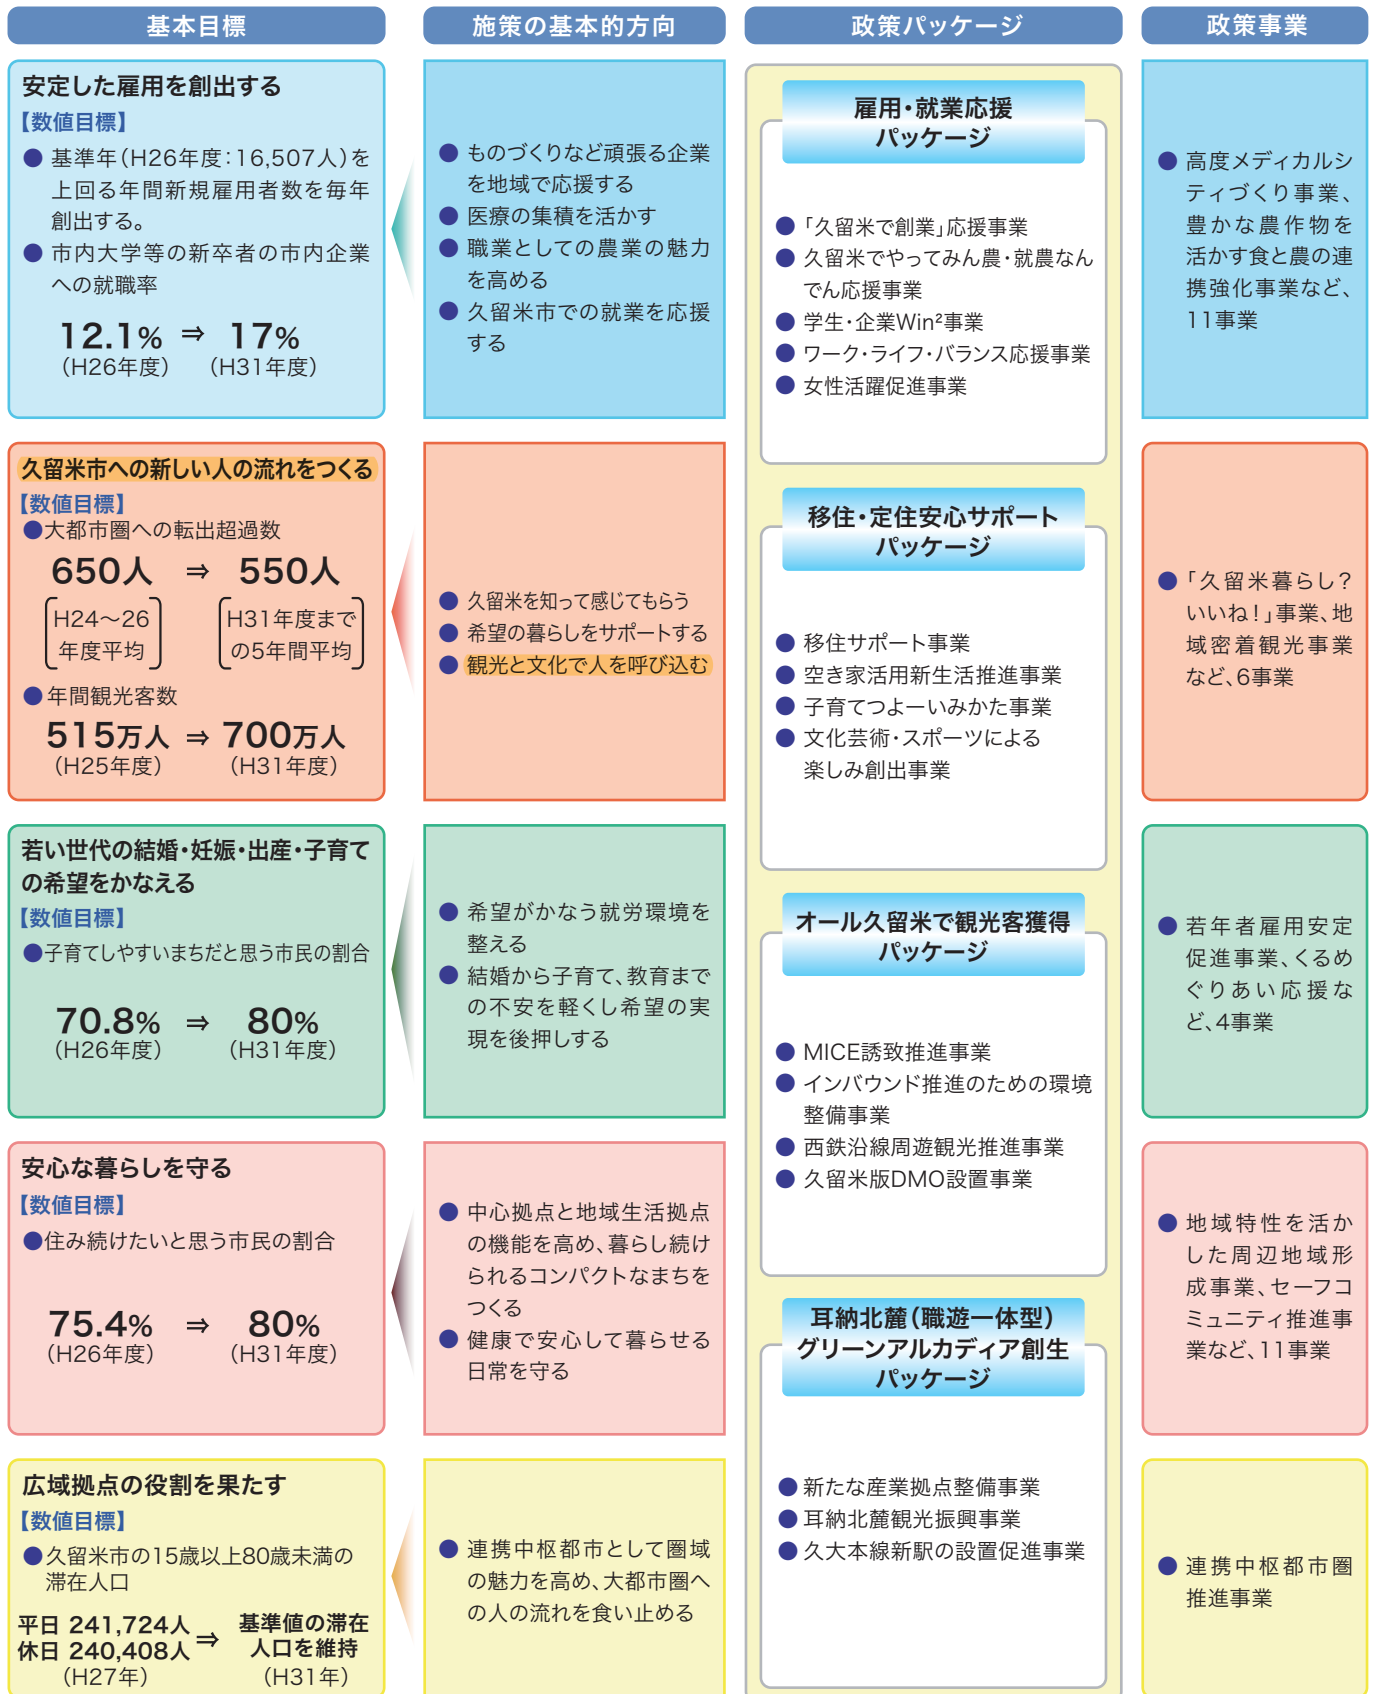 基本目標
施策の基本的方向
政策パッケージ
政策事業
安定した雇用を創出する
【数値目標】
● 基準年(H26年度:16,507人)を
上回る年間新規雇用者数を毎年
創出する。
● 市内大学等の新卒者の市内企業
への就職率
12.1% ⇒ 17%
(H26年度) (H31年度)
● ものづくりなど頑張る企業
を地域で応援する
● 医療の集積を活かす
● 職業としての農業の魅力
を高める
● 久留米市での就業を応援
する
久留米市への新しい人の流れをつくる
【数値目標】
●大都市圏への転出超過数
650人 ⇒ 550人
H24～26
年度平均
H31年度まで
の5年間平均
● 年間観光客数
515万人 ⇒ 700万人
(H25年度) (H31年度)
● 久留米を知って感じてもらう
● 希望の暮らしをサポートする
● 観光と文化で人を呼び込む
若い世代の結婚・妊娠・出産・子育て
の希望をかなえる
【数値目標】
●子育てしやすいまちだと思う市民の割合
70.8% ⇒ 80%
(H26年度) (H31年度)
● 希望がかなう就労環境を
整える
● 結婚から子育て、教育まで
の不安を軽くし希望の実
現を後押しする
安心な暮らしを守る
【数値目標】
●住み続けたいと思う市民の割合
75.4% ⇒ 80%
(H26年度) (H31年度)
● 中心拠点と地域生活拠点
の機能を高め、暮らし続け
られるコンパクトなまちを
つくる
● 健康で安心して暮らせる
日常を守る
広域拠点の役割を果たす
【数値目標】
●久留米市の15歳以上80歳未満の
滞在人口
平日 241,724人
休日 240,408人
⇒
基準値の滞在
人口を維持
(H27年) (H31年)
● 連携中枢都市として圏域
の魅力を高め、大都市圏へ
の人の流れを食い止める
雇用・就業応援
パッケージ
● 「久留米で創業」応援事業
● 久留米でやってみん農・就農なん
でん応援事業
● 学生・企業Win²事業
● ワーク・ライフ・バランス応援事業
● 女性活躍促進事業
移住・定住安心サポート
パッケージ
● 移住サポート事業
● 空き家活用新生活推進事業
● 子育てつよーいみかた事業
● 文化芸術・スポーツによる
楽しみ創出事業
オール久留米で観光客獲得
パッケージ
● MICE誘致推進事業
● インバウンド推進のための環境
整備事業
● 西鉄沿線周遊観光推進事業
● 久留米版DMO設置事業
耳納北麓(職遊一体型)
グリーンアルカディア創生
パッケージ
● 新たな産業拠点整備事業
● 耳納北麓観光振興事業
● 久大本線新駅の設置促進事業
● 高度メディカルシ
ティづくり事業、
豊かな農作物を
活かす食と農の連
携強化事業など、
11事業
● 「久留米暮らし?
いいね!」事業、地
域密着観光事業
など、6事業
● 若年者雇用安定
促進事業、くるめ
ぐりあい応援な
ど、4事業
● 地域特性を活か
した周辺地域形
成事業、セーフコ
ミュニティ推進事
業など、11事業
● 連携中枢都市圏
推進事業